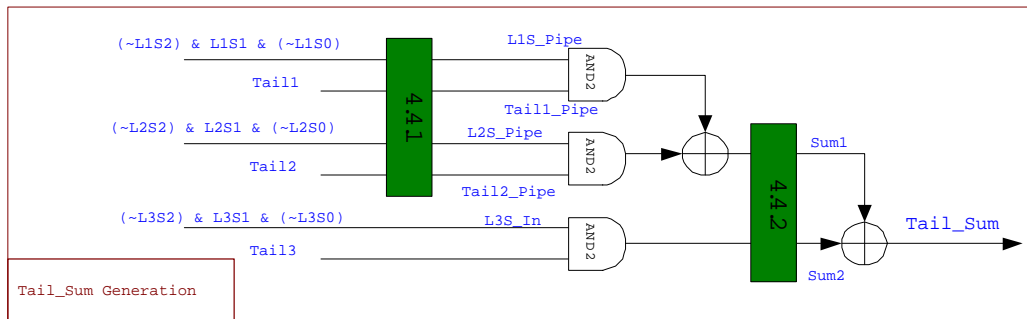 (~L1S2) & L1S1 & (~L1S0)
L1S_Pipe
AND2
Tail1
Tail1_Pipe
4.4.1
(~L2S2) & L2S1 & (~L2S0)
L2S_Pipe
AND2
Sum1
Tail2
Tail2_Pipe
4.4.2
(~L3S2) & L3S1 & (~L3S0)
L3S_In
AND2
Tail_Sum
Tail3
Sum2
Tail_Sum Generation